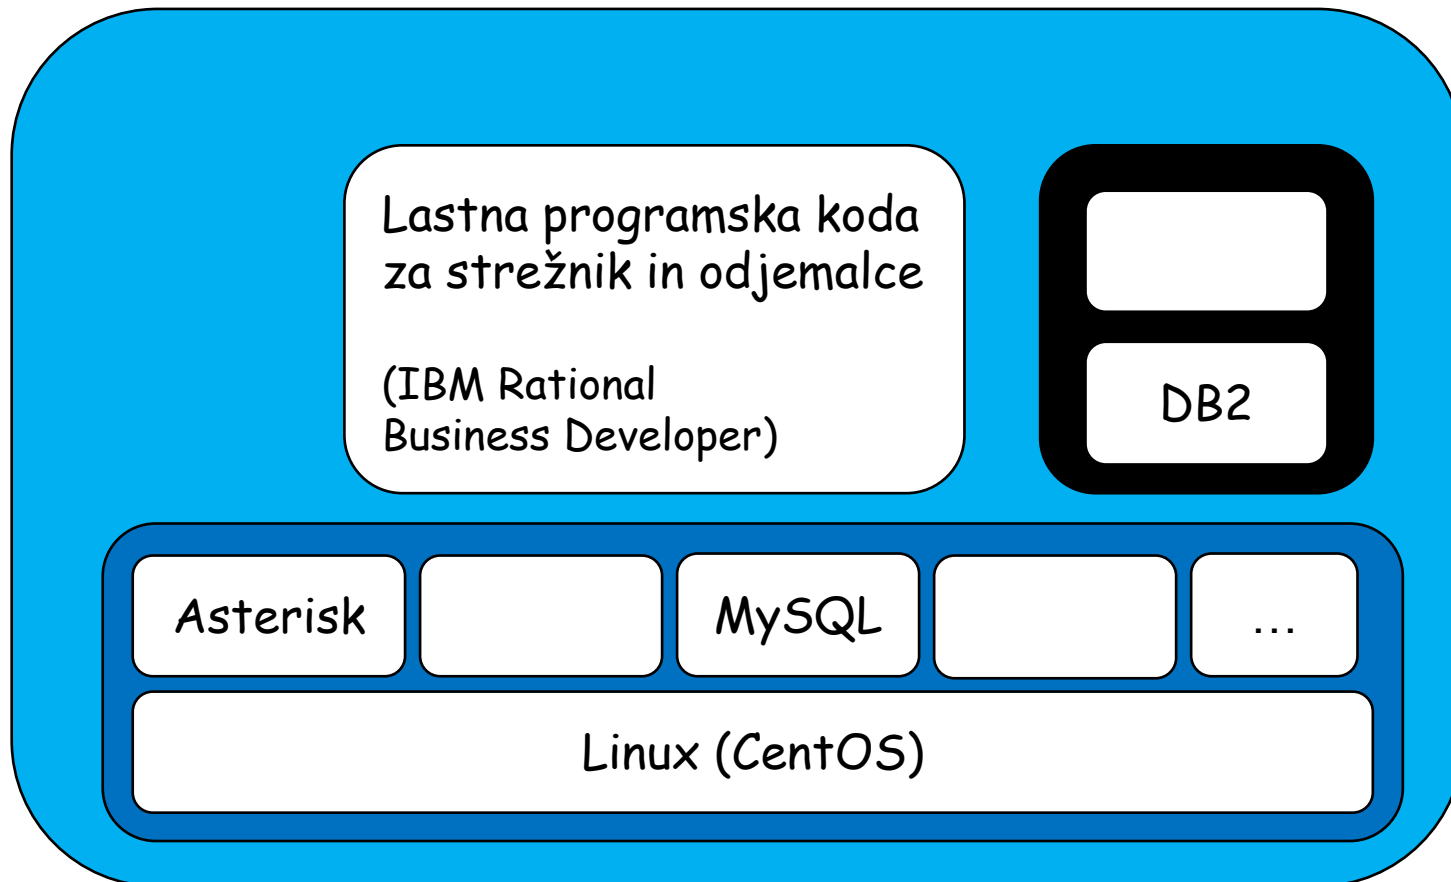 Lastna programska koda
za strežnik in odjemalce
(IBM Rational
Business Developer)
DB2
Asterisk
MySQL
...
Linux (CentOS)